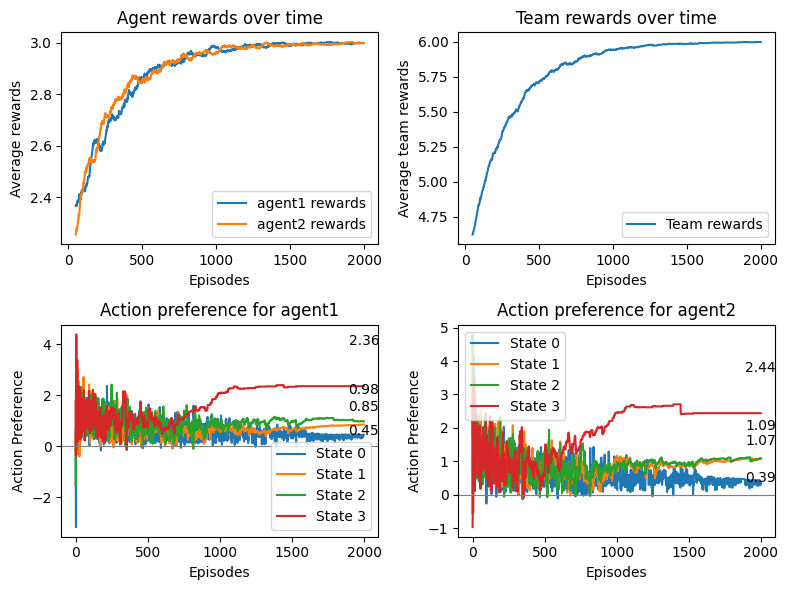 Agent rewards over time
3.0
2.8
2.6
2.4
Average rewards
agent1 rewards
agent2 rewards
0
500
1000
1500
2000
Episodes
Team rewards over time
6.00
5.75
5.50
5.25
5.00
4.75
Average team rewards
Team rewards
0
500
1000
1500
2000
Episodes
Action preference for agent1
4
2
0
−2
Action Preference
2.36
0.98
0.85
0.45
State 0
State 1
State 2
State 3
0
500
1000
1500
2000
Episodes
Action preference for agent2
5
4
3
2
1
0
−1
Action Preference
State 0
State 1
State 2
State 3
2.44
1.09
1.07
0.39
0
500
1000
1500
2000
Episodes